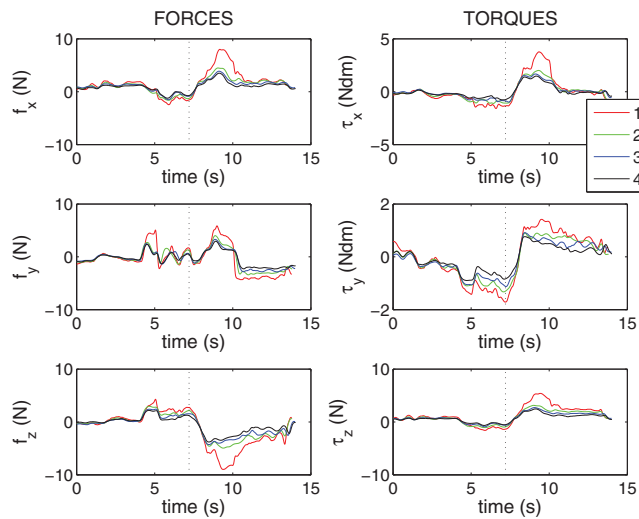 FORCES
TORQUES
10
0
−10
f_x (N)
0 5 10 15
time (s)
5
0
−5
τ_x (Ndm)
0 5 10 15
time (s)
1
2
3
4
10
0
−10
f_y (N)
0 5 10 15
time (s)
2
0
−2
τ_y (Ndm)
0 5 10 15
time (s)
10
0
−10
f_z (N)
0 5 10 15
time (s)
10
0
−10
τ_z (N)
0 5 10 15
time (s)